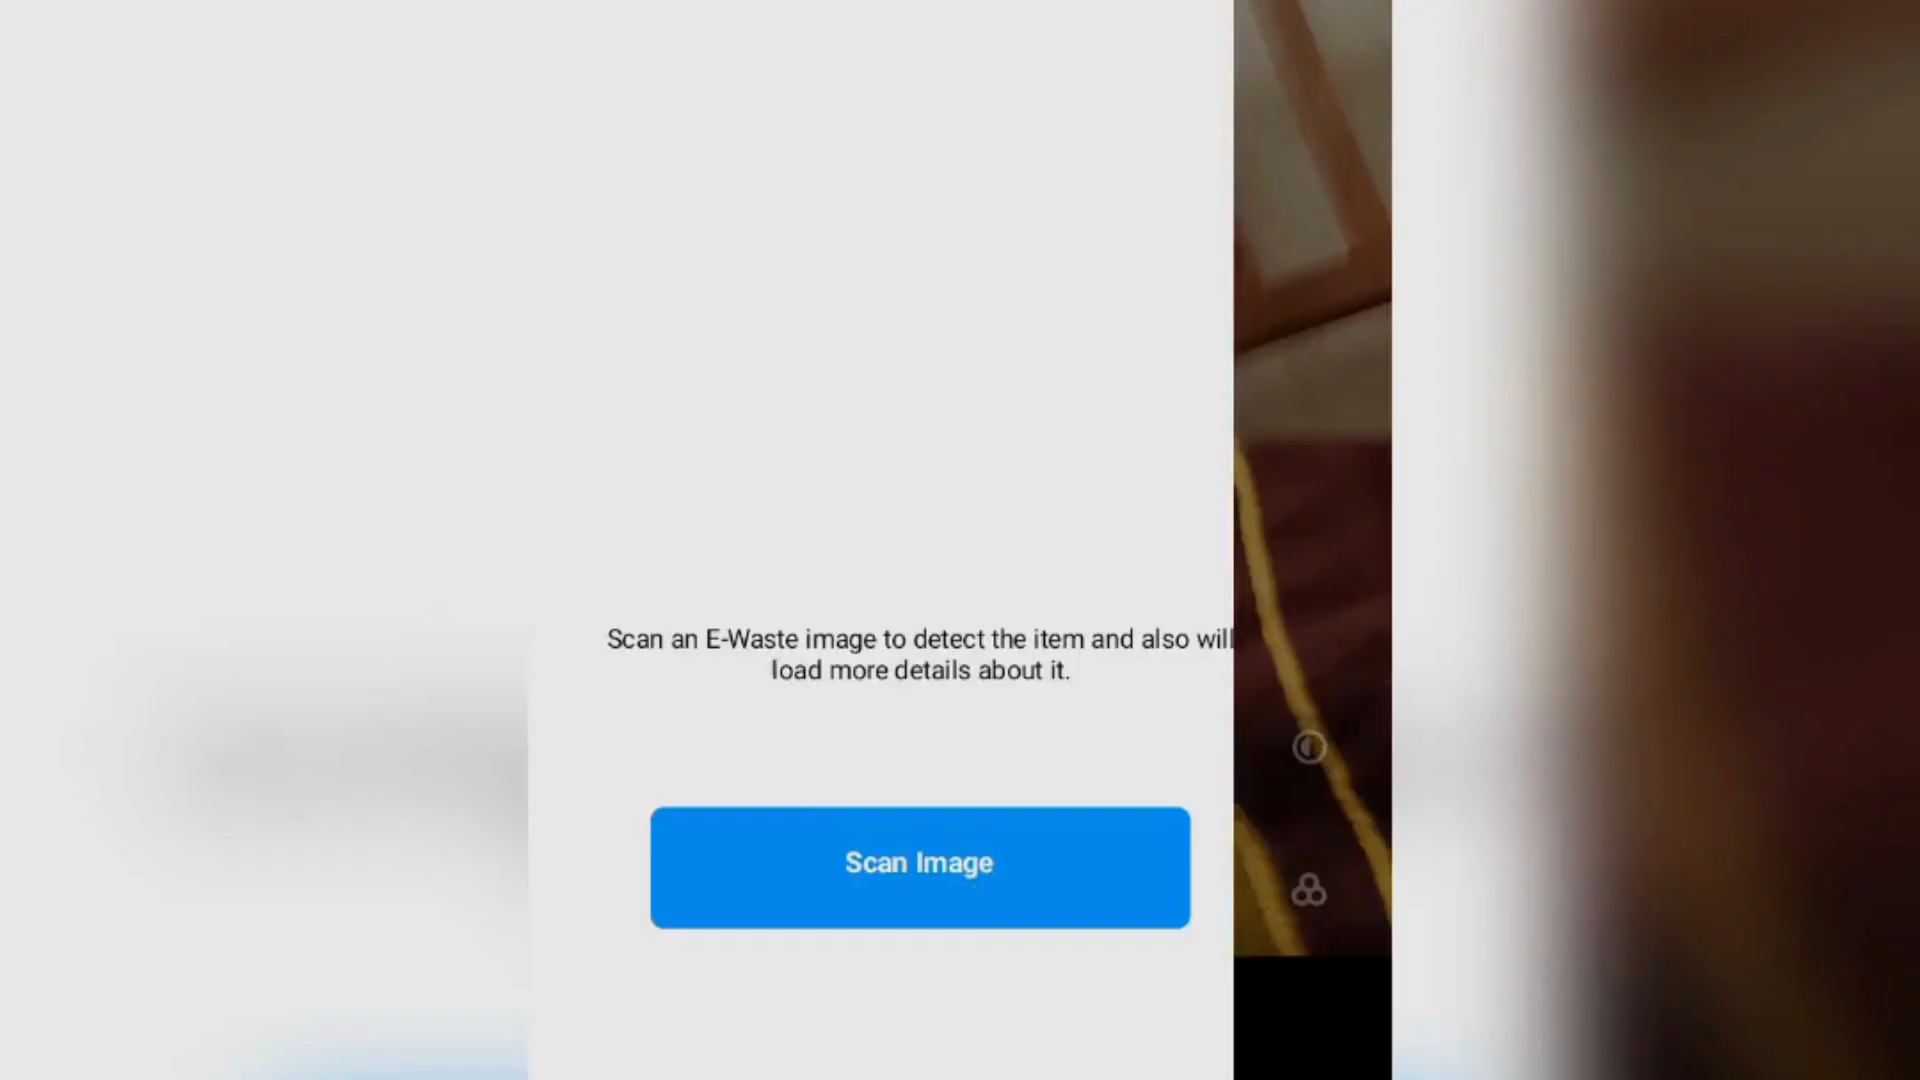 Scan an E-Waste image to detect the item and also will
load more details about it.
Scan Image